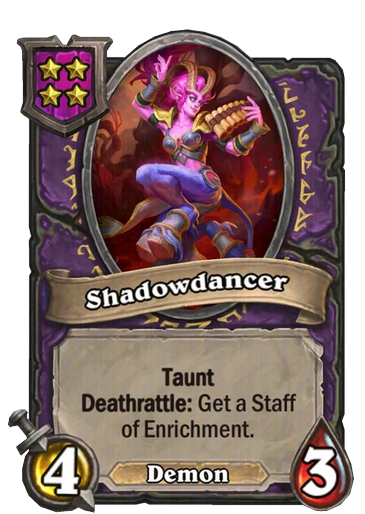 Shadowdancer
Taunt
Deathrattle: Get a Staff
of Enrichment.
4
Demon
3